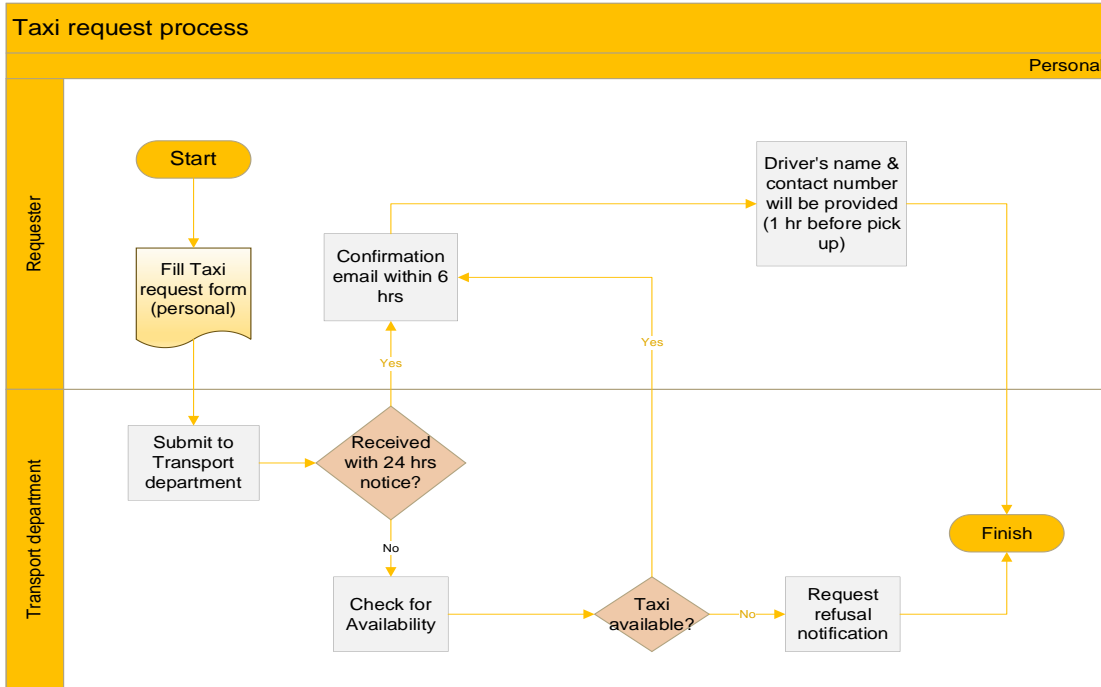 Taxi request process
Persona
Requester
Start
Fill Taxi
request form
(personal)
Confirmation
email within 6
hrs
Driver's name &
contact number
will be provided
(1 hr before pick
up)
Yes
Yes
Transport department
Submit to
Transport
department
Received
with 24 hrs
notice?
No
Check for
Availability
Taxi
available?
No
Request
refusal
notification
Finish